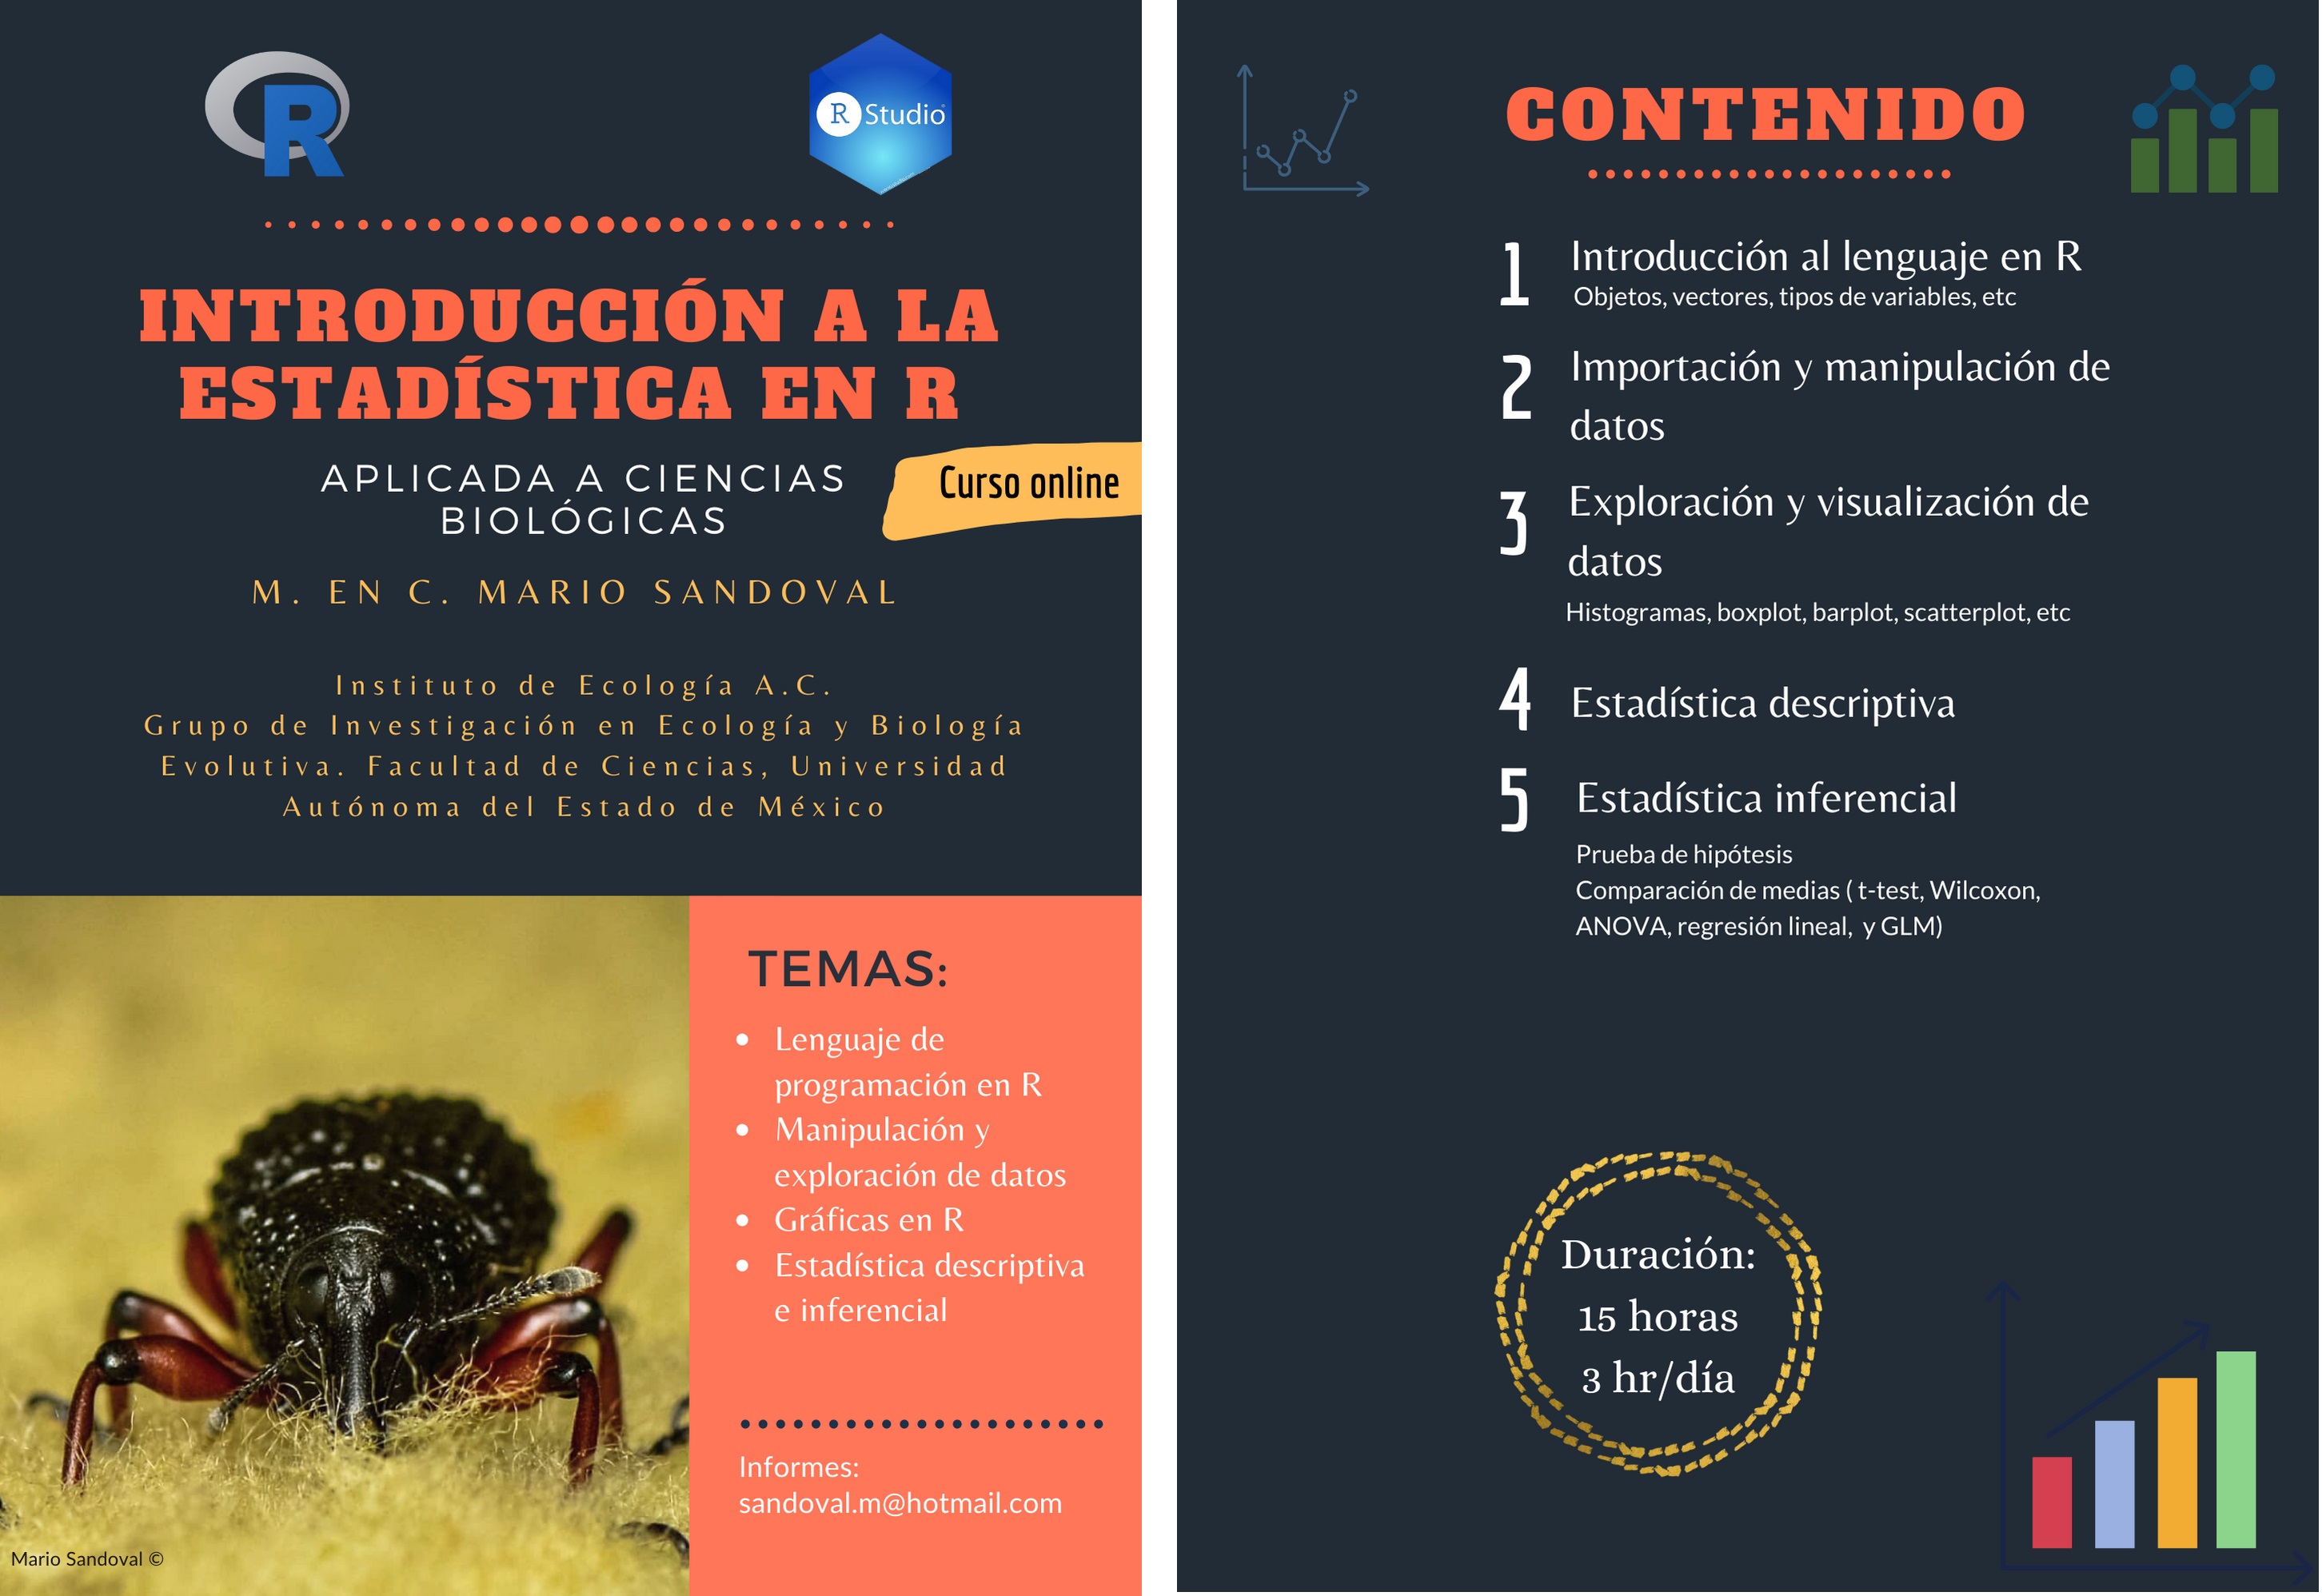 R
R Studio
INTRODUCCIÓN A LA
ESTADÍSTICA EN R
APLICADA A CIENCIAS
BIOLÓGICAS
Curso online
M. EN C. MARIO SANDOVAL
Instituto de Ecología A.C.
Grupo de Investigación en Ecología y Biología
Evolutiva. Facultad de Ciencias, Universidad
Autónoma del Estado de México
TEMAS:
• Lenguaje de
programación en R
• Manipulación y
exploración de datos
• Gráficas en R
• Estadística descriptiva
e inferencial
Informes:
sandoval.m@hotmail.com
Mario Sandoval ©
CONTENIDO
1 Introducción al lenguaje en R
Objetos, vectores, tipos de variables, etc
2 Importación y manipulación de
datos
3 Exploración y visualización de
datos
Histogramas, boxplot, barplot, scatterplot, etc
4 Estadística descriptiva
5 Estadística inferencial
Prueba de hipótesis
Comparación de medias ( t-test, Wilcoxon,
ANOVA, regresión lineal, y GLM)
Duración:
15 horas
3 hr/día